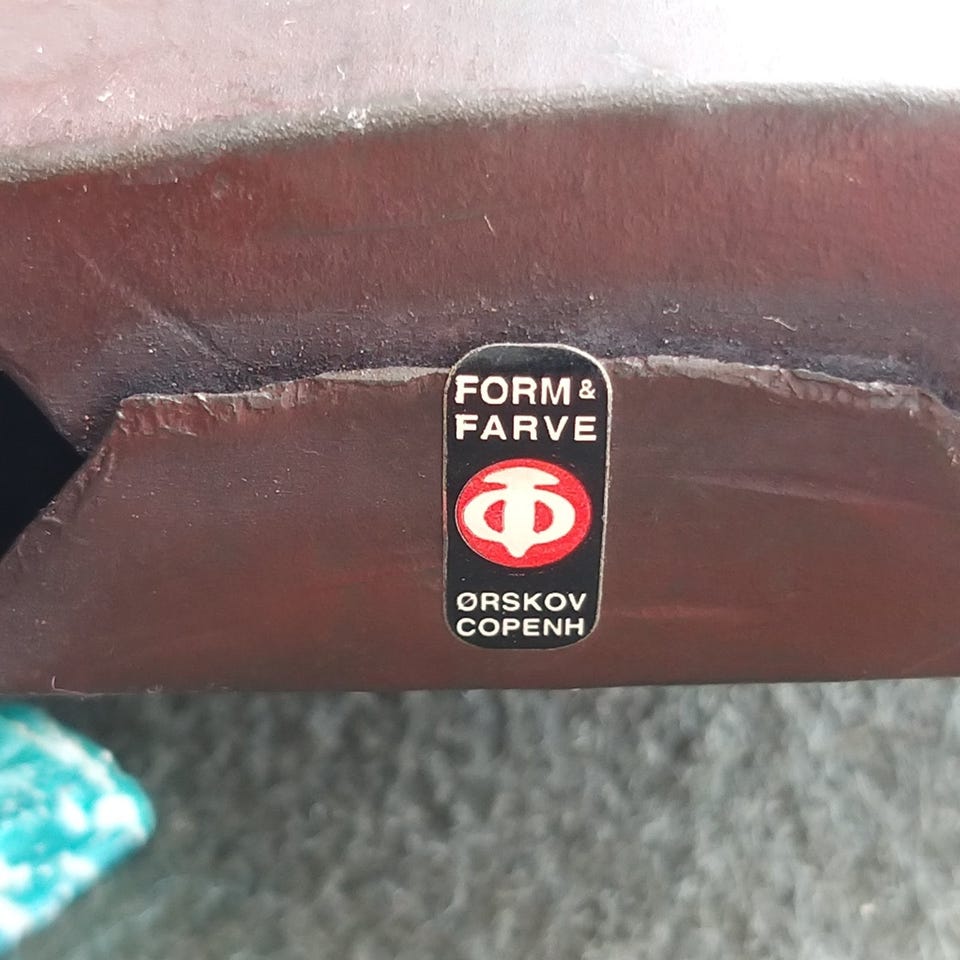 FORM &
FARVE
ØRSKOV
COPENH